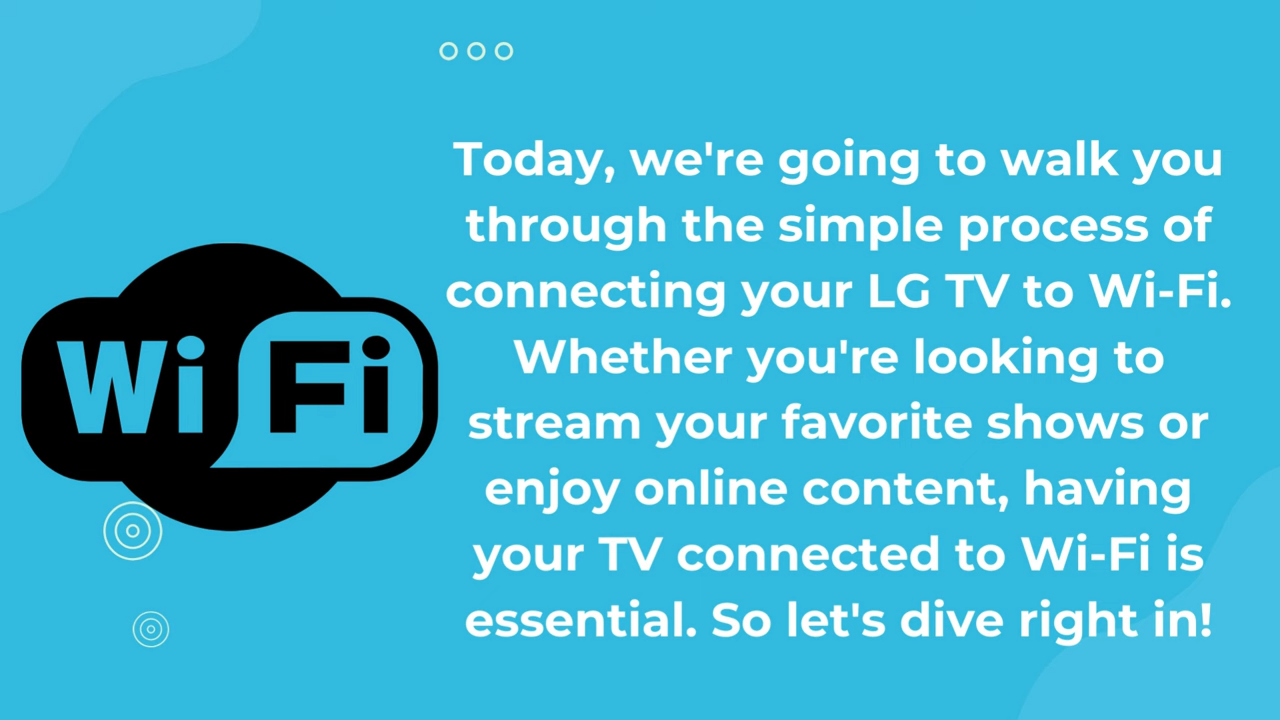 Wi Fi
Today, we're going to walk you
through the simple process of
connecting your LG TV to Wi-Fi.
Whether you're looking to
stream your favorite shows or
enjoy online content, having
your TV connected to Wi-Fi is
essential. So let's dive right in!